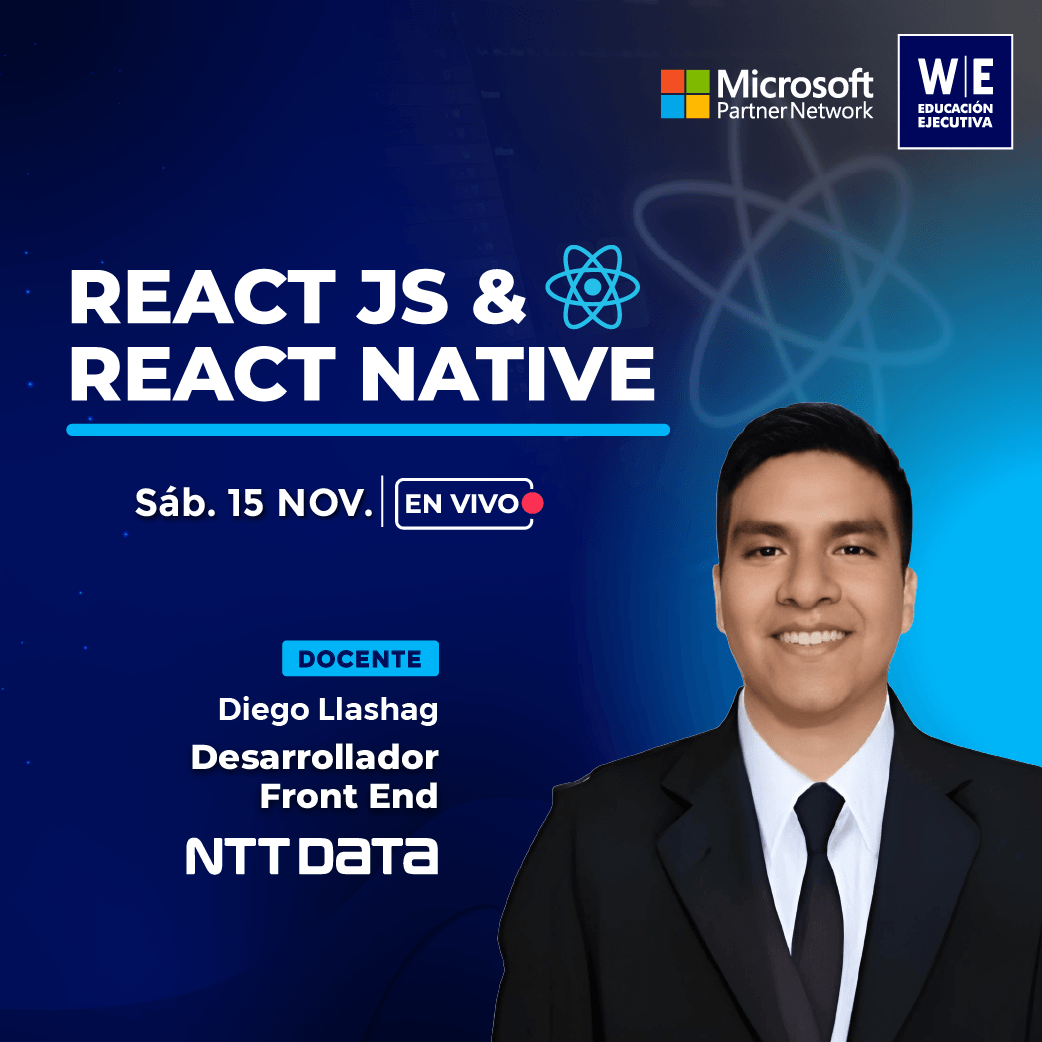 Microsoft
Partner Network
W|E
EDUCACIÓN
EJECUTIVA
REACT JS &
REACT NATIVE
Sáb. 15 NOV.
EN VIVO
DOCENTE
Diego Llashag
Desarrollador
Front End
NTT DATA